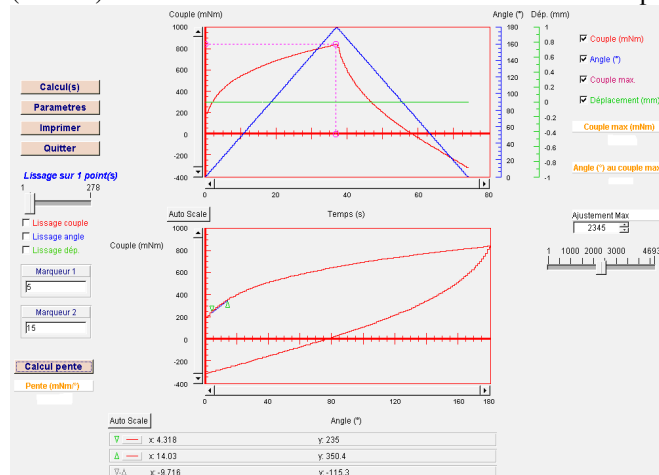 Couple (mNm)
Angle (°)
Dép. (mm)
1000
800
600
400
200
0
-200
-400
0
20
40
60
80
180
160
140
120
100
80
60
40
20
0
1
0.8
0.6
0.4
0.2
0
-0.2
-0.4
-0.6
-0.8
-1
Couple (mNm)
Angle (°)
Couple max.
Déplacement (mm)
Couple max (mNm)
Angle (°) au couple max
Calcul(s)
Parametres
Imprimer
Quitter
Lissage sur 1 point(s)
1
278
Lissage couple
Lissage angle
Lissage dép.
Marqueur 1
5
Marqueur 2
15
Calcul pente
Pente (mNm/°)
Auto Scale
Temps (s)
Couple (mNm)
1000
800
600
400
200
0
-200
-400
0
40
80
120
160
180
Ajustement Max
2345
1 1000 2000 3000 4693
Auto Scale
Angle (°)
x: 4.318 y: 235
x: 14.03 y: 350.4
x: -9.716 y: -115.3